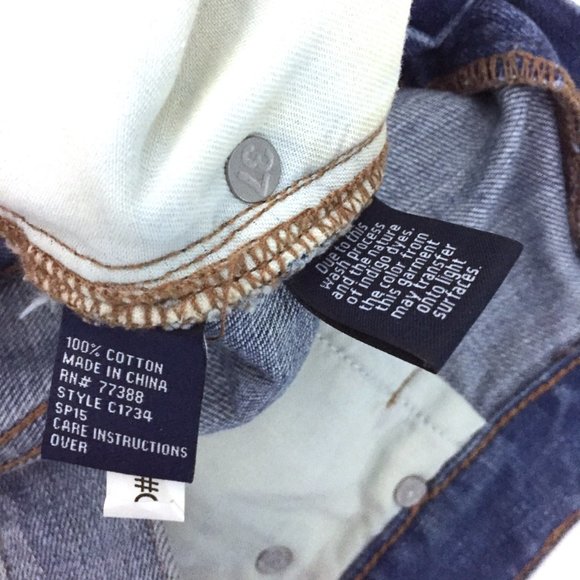 37
Due to this
wash process
and the nature
of indigo dyes.
the color from
this garment
may transfer
onto light
surfaces.
100% COTTON
MADE IN CHINA
RN# 77388
STYLE C1734
SP15
CARE INSTRUCTIONS
OVER